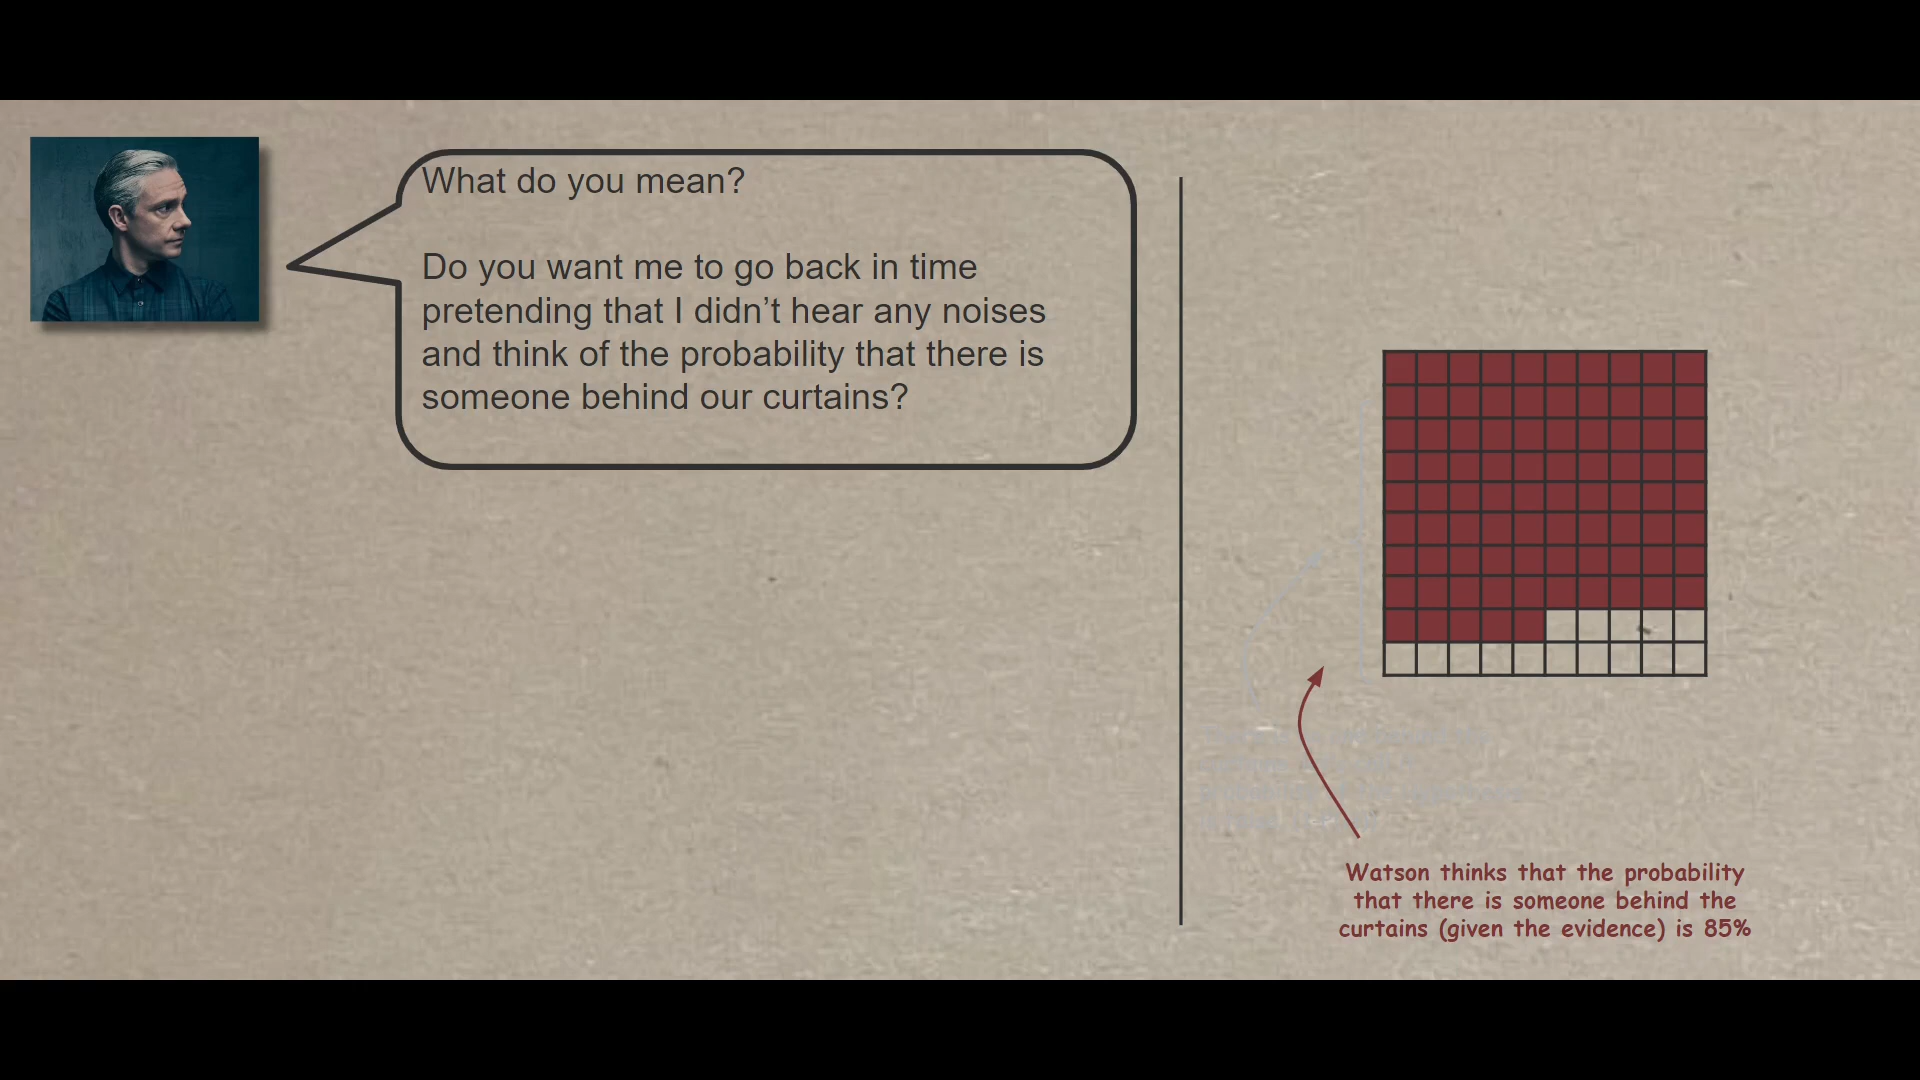 What do you mean?
Do you want me to go back in time
pretending that I didn’t hear any noises
and think of the probability that there is
someone behind our curtains?
Watson thinks that the probability
that there is someone behind the
curtains (given the evidence) is 85%